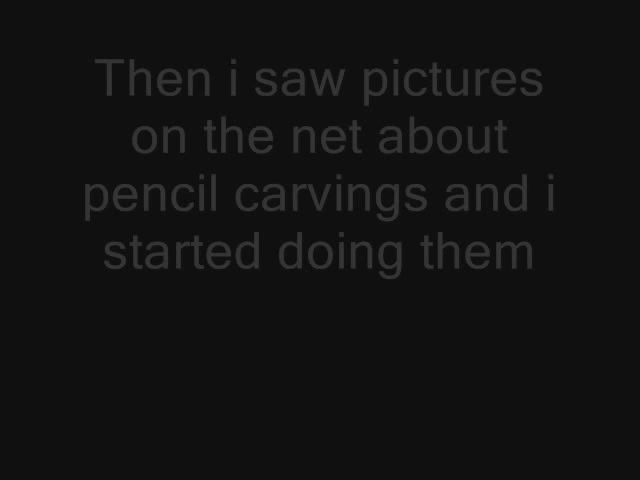 Then i saw pictures
on the net about
pencil carvings and i
started doing them